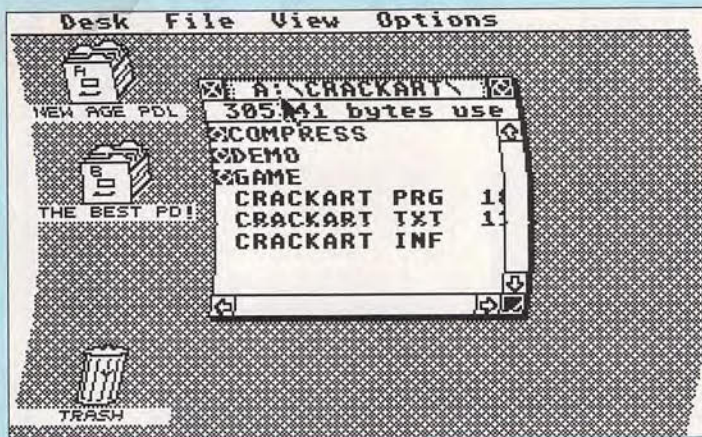 Desk File View Options
A
NEW AGE PDL
B
THE BEST PD!
TRASH
A:\CRACKART\
bytes use
COMPRESS
DEMO
GAME
CRACKART PRG
CRACKART TXT
CRACKART INF